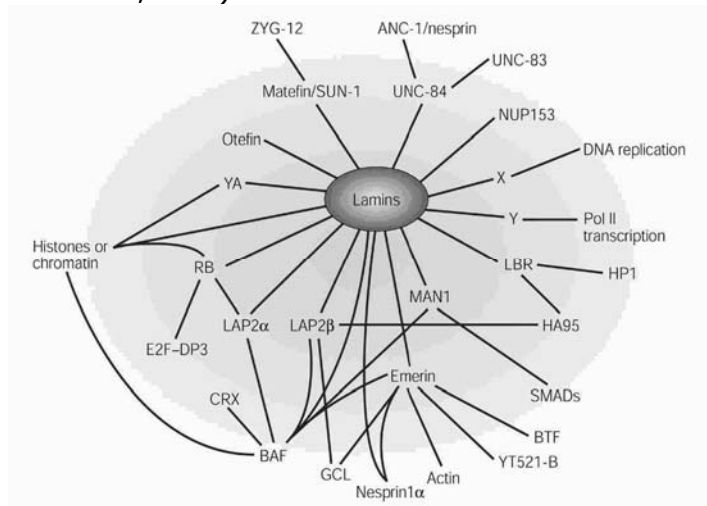 ZYG-12
ANC-1/nesprin
UNC-83
Matefin/SUN-1
UNC-84
NUP153
Otefin
DNA replication
YA
X
Lamins
Y
Pol II
transcription
Histones or
chromatin
RB
LBR
HP1
MAN1
LAP2α
LAP2β
HA95
E2F–DP3
Emerin
SMADs
CRX
BTF
BAF
YT521-B
GCL
Actin
Nesprin1α